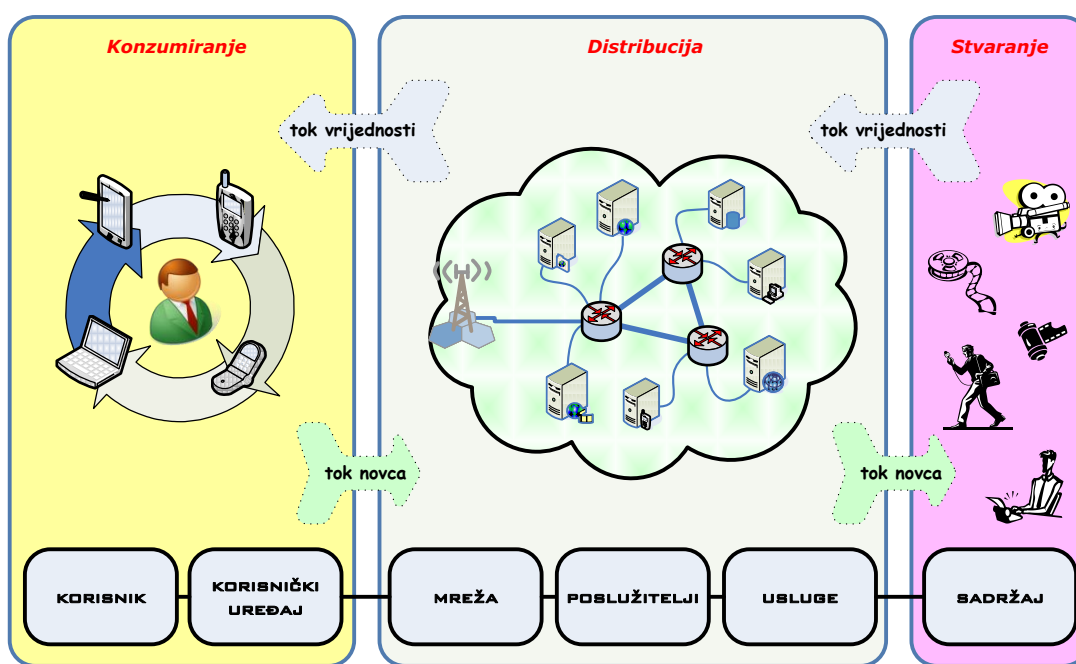 Konzumiranje
Distribucija
Stvaranje
tok vrijednosti
tok vrijednosti
tok novca
tok novca
KORISNIK
KORISNIČKI
UREĐAJ
MREŽA
POSLUŽITELJI
USLUGE
SADRŽAJ